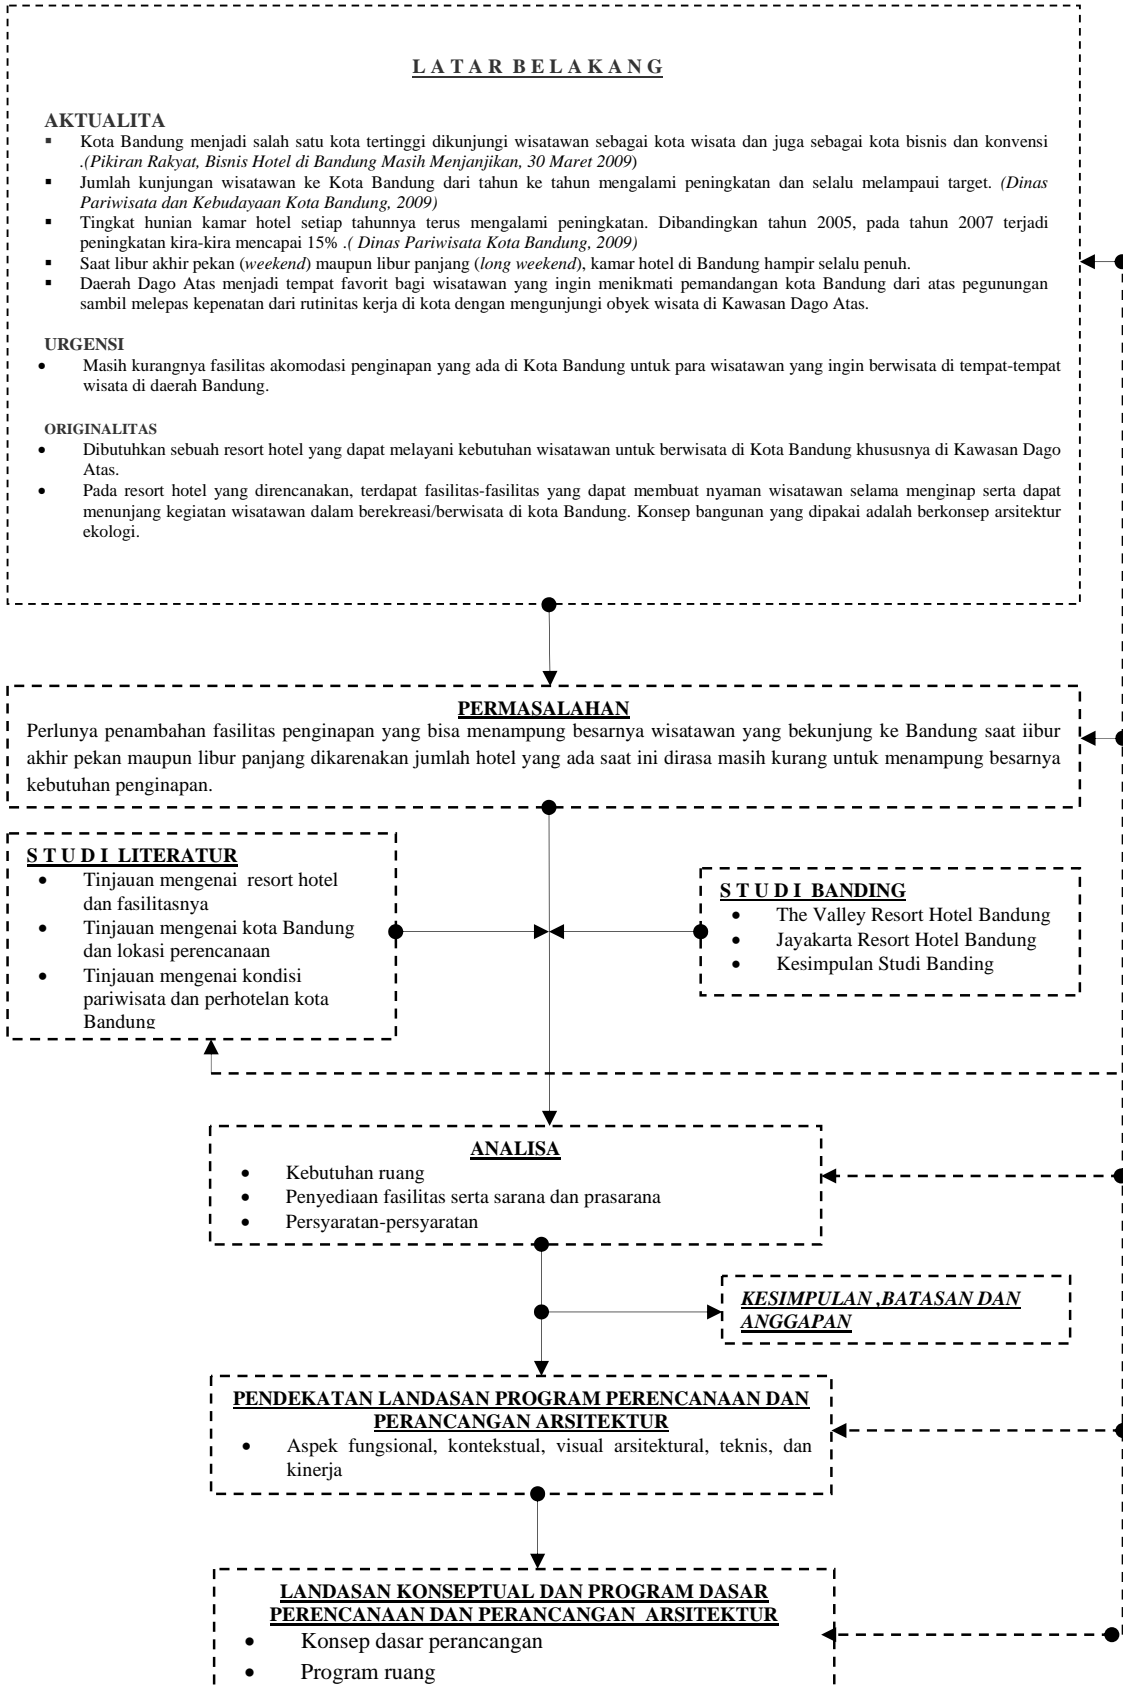 L A T A R B E L A K A N G
AKTUALITA
▪ Kota Bandung menjadi salah satu kota tertinggi dikunjungi wisatawan sebagai kota wisata dan juga sebagai kota bisnis dan konvensi
.(Pikiran Rakyat, Bisnis Hotel di Bandung Masih Menjanjikan, 30 Maret 2009)
▪ Jumlah kunjungan wisatawan ke Kota Bandung dari tahun ke tahun mengalami peningkatan dan selalu melampaui target. (Dinas
Pariwisata dan Kebudayaan Kota Bandung, 2009)
▪ Tingkat hunian kamar hotel setiap tahunnya terus mengalami peningkatan. Dibandingkan tahun 2005, pada tahun 2007 terjadi
peningkatan kira-kira mencapai 15% .( Dinas Pariwisata Kota Bandung, 2009)
▪ Saat libur akhir pekan (weekend) maupun libur panjang (long weekend), kamar hotel di Bandung hampir selalu penuh.
▪ Daerah Dago Atas menjadi tempat favorit bagi wisatawan yang ingin menikmati pemandangan kota Bandung dari atas pegunungan
sambil melepas kepenatan dari rutinitas kerja di kota dengan mengunjungi obyek wisata di Kawasan Dago Atas.
URGENSI
• Masih kurangnya fasilitas akomodasi penginapan yang ada di Kota Bandung untuk para wisatawan yang ingin berwisata di tempat-tempat
wisata di daerah Bandung.
ORIGINALITAS
• Dibutuhkan sebuah resort hotel yang dapat melayani kebutuhan wisatawan untuk berwisata di Kota Bandung khususnya di Kawasan Dago
Atas.
• Pada resort hotel yang direncanakan, terdapat fasilitas-fasilitas yang dapat membuat nyaman wisatawan selama menginap serta dapat
menunjang kegiatan wisatawan dalam berekreasi/berwisata di kota Bandung. Konsep bangunan yang dipakai adalah berkonsep arsitektur
ekologi.
PERMASALAHAN
Perlunya penambahan fasilitas penginapan yang bisa menampung besarnya wisatawan yang bekunjung ke Bandung saat iibur
akhir pekan maupun libur panjang dikarenakan jumlah hotel yang ada saat ini dirasa masih kurang untuk menampung besarnya
kebutuhan penginapan.
S T U D I LITERATUR
• Tinjauan mengenai resort hotel
dan fasilitasnya
• Tinjauan mengenai kota Bandung
dan lokasi perencanaan
• Tinjauan mengenai kondisi
pariwisata dan perhotelan kota
Bandung
S T U D I BANDING
• The Valley Resort Hotel Bandung
• Jayakarta Resort Hotel Bandung
• Kesimpulan Studi Banding
ANALISA
• Kebutuhan ruang
• Penyediaan fasilitas serta sarana dan prasarana
• Persyaratan-persyaratan
KESIMPULAN ,BATASAN DAN
ANGGAPAN
PENDEKATAN LANDASAN PROGRAM PERENCANAAN DAN
PERANCANGAN ARSITEKTUR
• Aspek fungsional, kontekstual, visual arsitektural, teknis, dan
kinerja
LANDASAN KONSEPTUAL DAN PROGRAM DASAR
PERENCANAAN DAN PERANCANGAN ARSITEKTUR
• Konsep dasar perancangan
• Program ruang